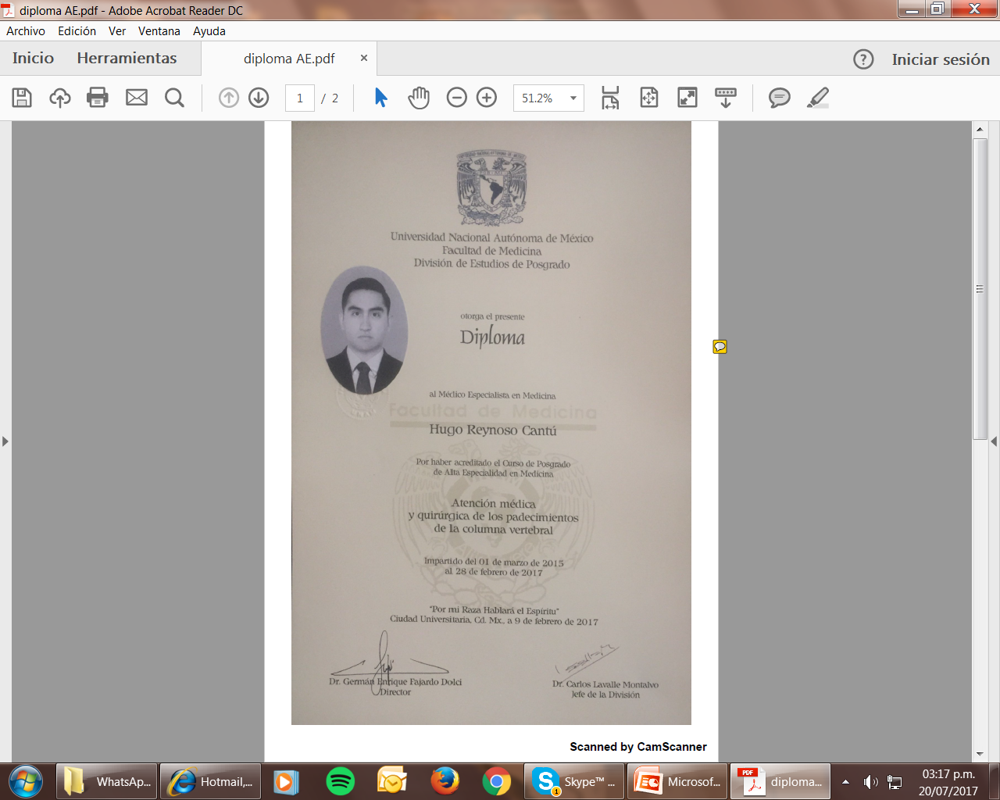 diploma AE.pdf - Adobe Acrobat Reader DC
Archivo Edición Ver Ventana Ayuda
Inicio Herramientas diploma AE.pdf × ? Iniciar sesión
1 / 2 51.2%
Universidad Nacional Autónoma de México
Facultad de Medicina
División de Estudios de Posgrado
otorga el presente
Diploma
al Médico Especialista en Medicina
Facultad de Medicina
Hugo Reynoso Cantú
Por haber acreditado el Curso de Posgrado
de Alta Especialidad en Medicina
Atención médica
y quirúrgica de los padecimientos
de la columna vertebral
Impartido del 01 de marzo de 2015
al 28 de febrero de 2017
"Por mi Raza Hablará el Espíritu"
Ciudad Universitaria, Cd. Mx., a 9 de febrero de 2017
Dr. Germán Enrique Fajardo Dolci
Director
Dr. Carlos Lavalle Montalvo
Jefe de la División
Scanned by CamScanner
WhatsAp... Hotmail,... Skype™ ... 1 Microsof... PDF diploma... 03:17 p.m.
20/07/2017